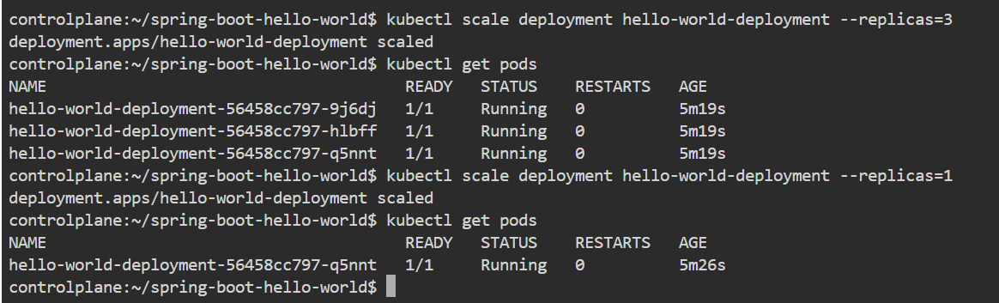 controlplane:~/spring-boot-hello-world$ kubectl scale deployment hello-world-deployment --replicas=3
deployment.apps/hello-world-deployment scaled
controlplane:~/spring-boot-hello-world$ kubectl get pods
NAME READY STATUS RESTARTS AGE
hello-world-deployment-56458cc797-9j6dj 1/1 Running 0 5m19s
hello-world-deployment-56458cc797-hlbff 1/1 Running 0 5m19s
hello-world-deployment-56458cc797-q5nnt 1/1 Running 0 5m19s
controlplane:~/spring-boot-hello-world$ kubectl scale deployment hello-world-deployment --replicas=1
deployment.apps/hello-world-deployment scaled
controlplane:~/spring-boot-hello-world$ kubectl get pods
NAME READY STATUS RESTARTS AGE
hello-world-deployment-56458cc797-q5nnt 1/1 Running 0 5m26s
controlplane:~/spring-boot-hello-world$